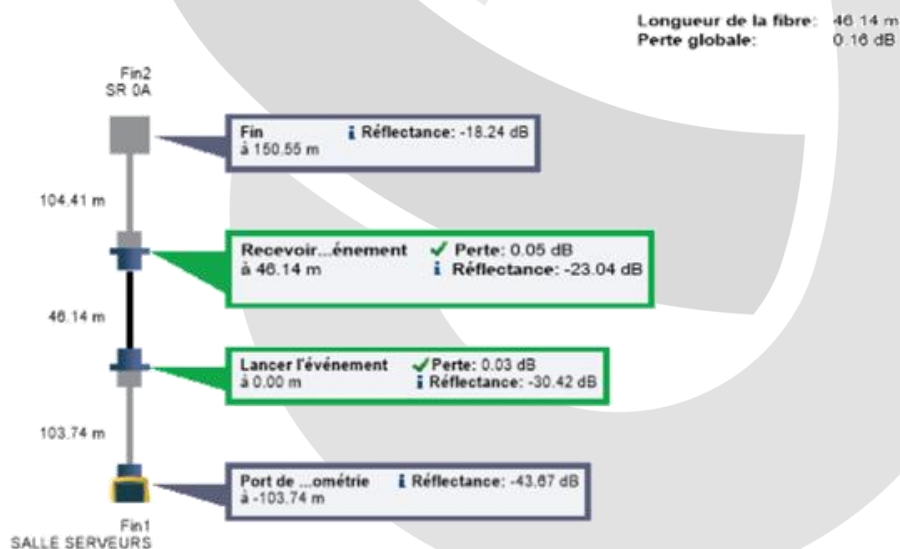 Longueur de la fibre: 46.14 m
Perte globale: 0.16 dB
Fin2
SR 0A
Fin
Réflectance: -18.24 dB
à 150.55 m
104.41 m
Recevoir...énement
Perte: 0.05 dB
à 46.14 m
Réflectance: -23.04 dB
46.14 m
Lancer l'événement
Perte: 0.03 dB
à 0.00 m
Réflectance: -30.42 dB
103.74 m
Port de ...ométrie
Réflectance: -43.67 dB
à -103.74 m
Fin1
SALLE SERVEURS